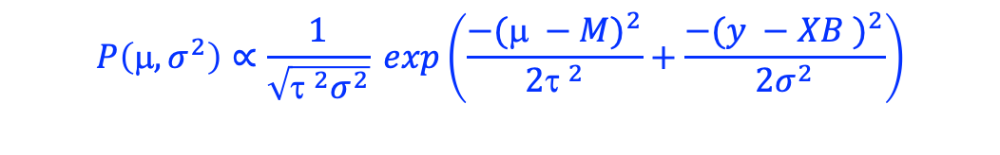 P(μ, σ²) ∝ 1/√(τ²σ²) exp(−(μ − M)²/2τ² + −(y − XB)²/2σ²)